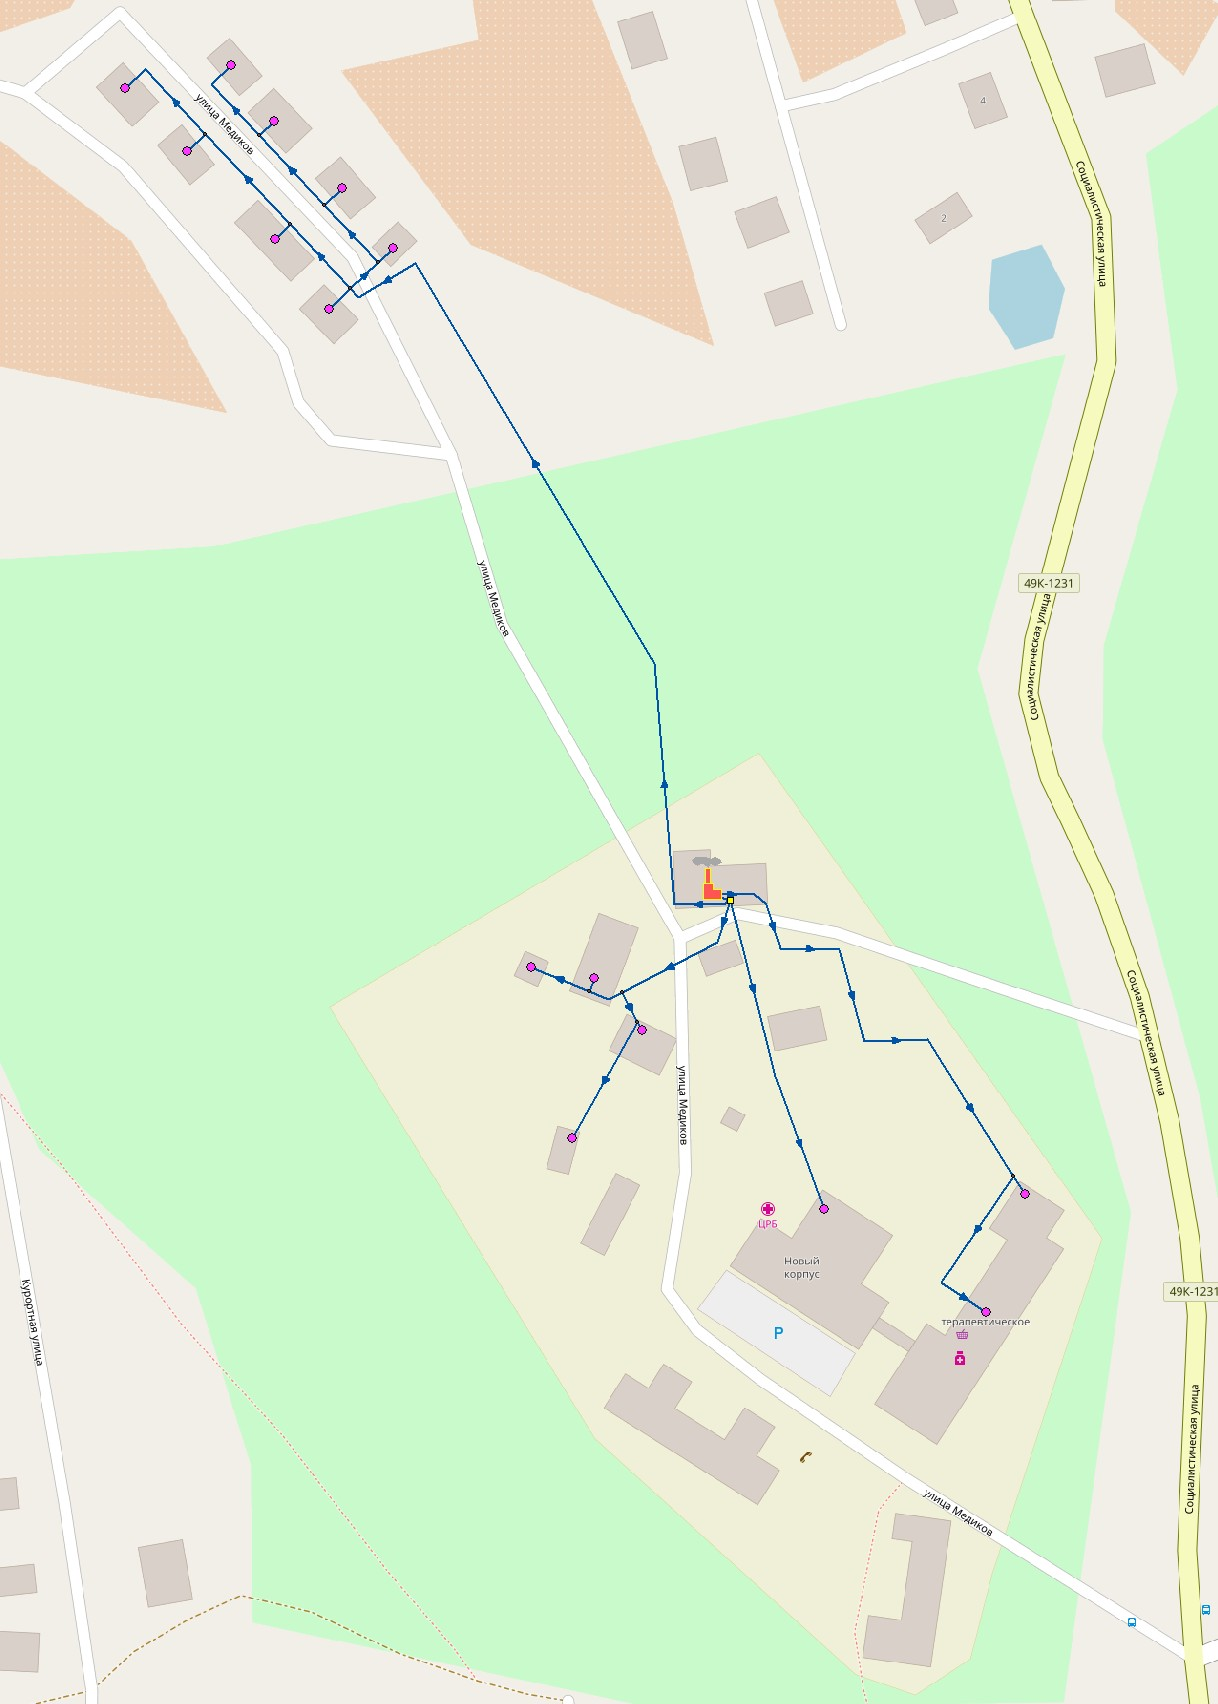 улица Медиков
4
Социалистическая улица
2
улица Медиков
49К-1231
Социалистическая улица
Социалистическая улица
улица Медиков
ЦРБ
Новый
корпус
49К-1231
терапевтическое
P
Курортная улица
Социалистическая улица
улица Медиков